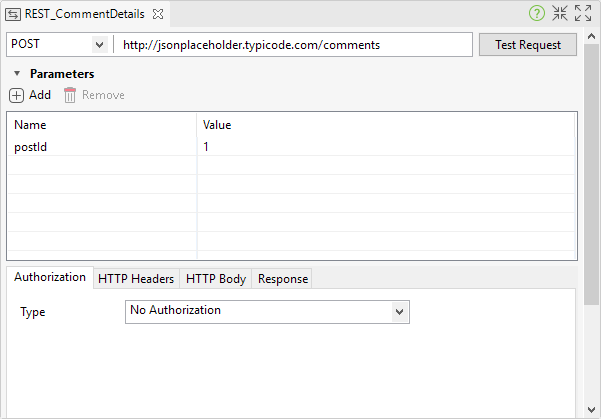 REST_CommentDetails
POST http://jsonplaceholder.typicode.com/comments Test Request
Parameters
Add Remove
Name Value
postId 1
Authorization HTTP Headers HTTP Body Response
Type No Authorization